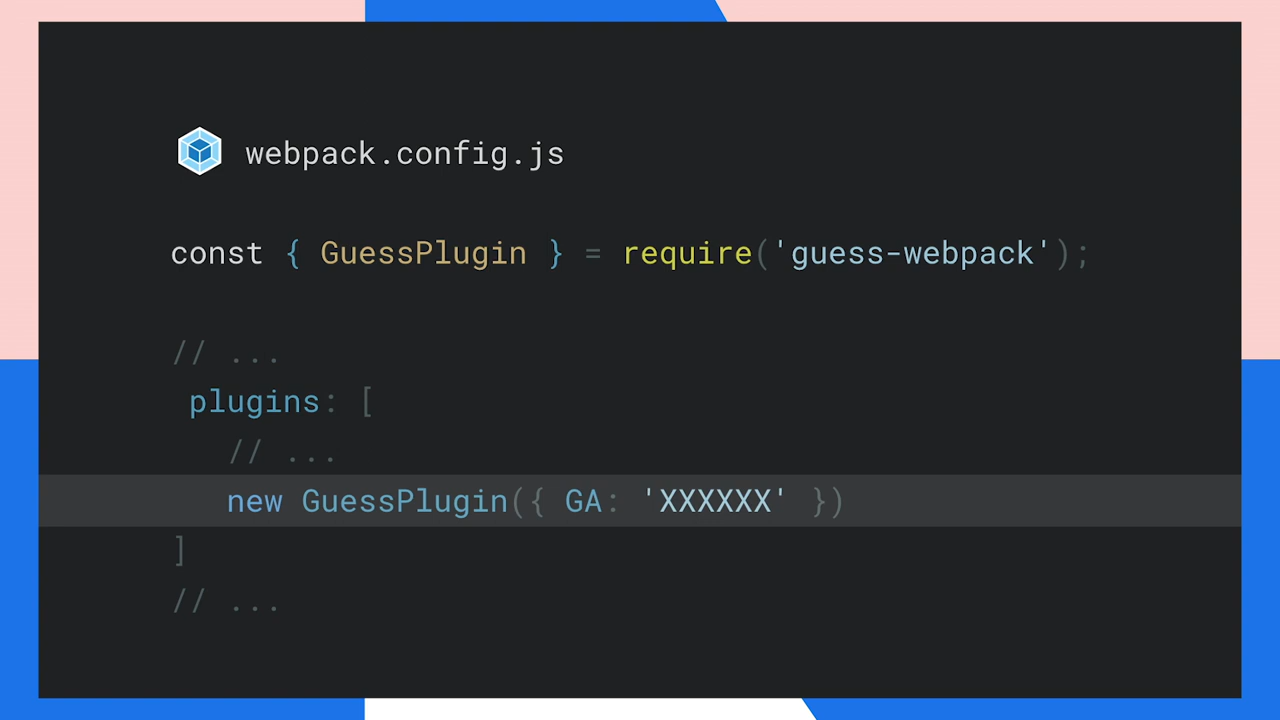 webpack.config.js
const { GuessPlugin } = require('guess-webpack');
// ...
plugins: [
// ...
new GuessPlugin({ GA: 'XXXXXX' })
]
// ...